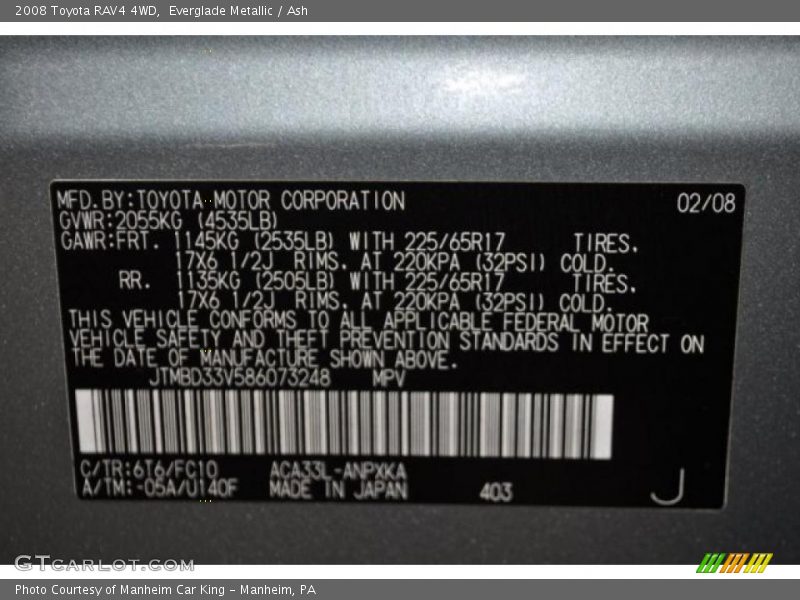 2008 Toyota RAV4 4WD,  Everglade Metallic / Ash
MFD.BY:TOYOTA MOTOR CORPORATION 02/08
GVWR:2055KG (4535LB)
GAWR:FRT. 1145KG (2535LB) WITH 225/65R17 TIRES.
17X6 1/2J RIMS. AT 220KPA (32PSI) COLD.
RR. 1135KG (2505LB) WITH 225/65R17 TIRES.
17X6 1/2J RIMS. AT 220KPA (32PSI) COLD.
THIS VEHICLE CONFORMS TO ALL APPLICABLE FEDERAL MOTOR
VEHICLE SAFETY AND THEFT PREVENTION STANDARDS IN EFFECT ON
THE DATE OF MANUFACTURE SHOWN ABOVE.
JTMBD33V586073248 MPV
C/TR:6T6/FC10 ACA33L-ANPXKA
A/TM:-05A/U140F MADE IN JAPAN 403 J
GTCarLot.com
Photo Courtesy of Manheim Car King - Manheim, PA